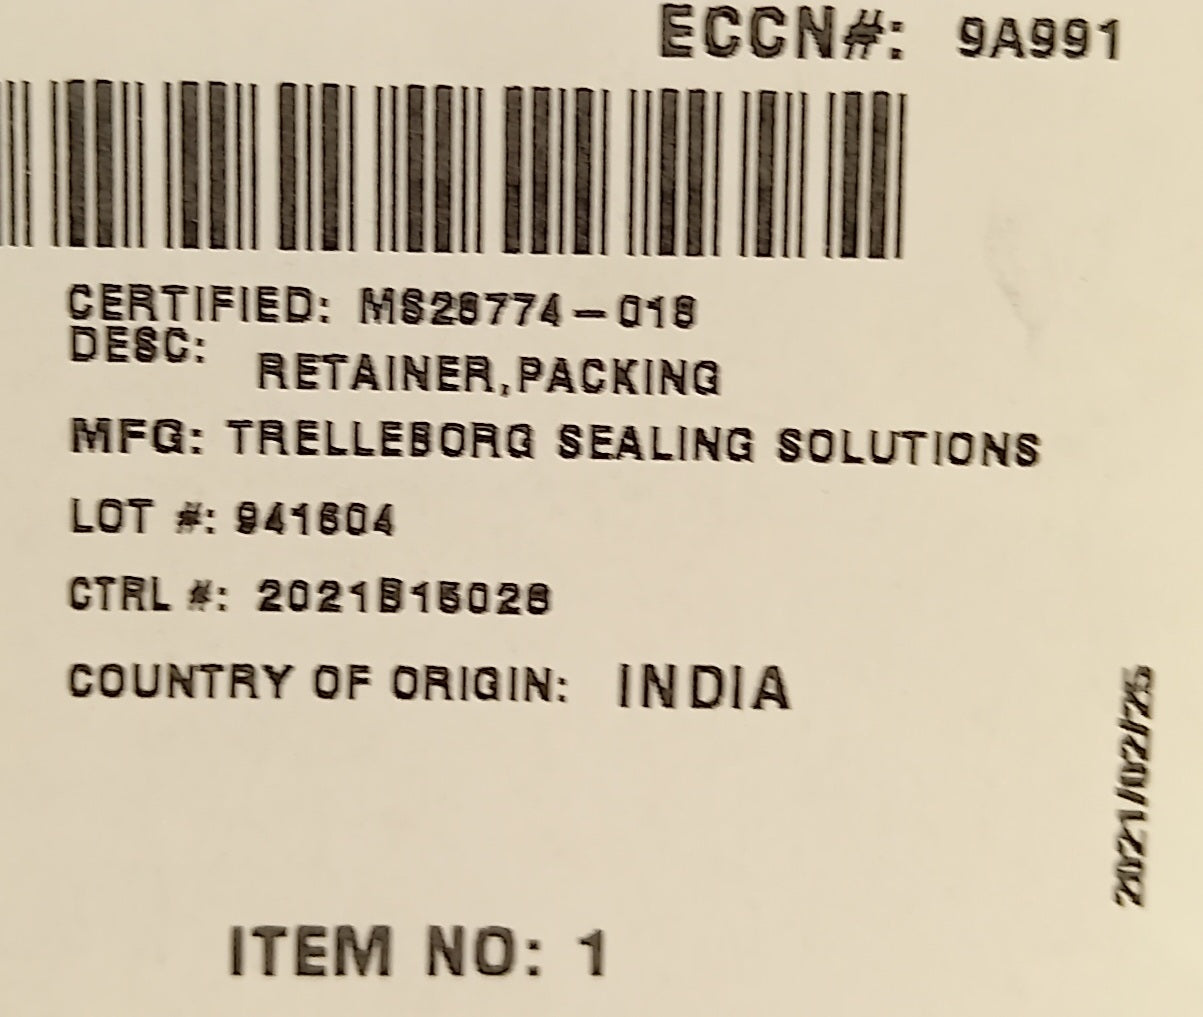 ECCN#: 9A991
CERTIFIED: MS28774-018
DESC:
RETAINER,PACKING
MFG: TRELLEBORG SEALING SOLUTIONS
LOT #: 941604
CTRL #: 2021B15028
COUNTRY OF ORIGIN: INDIA
2021/02/25
ITEM NO: 1